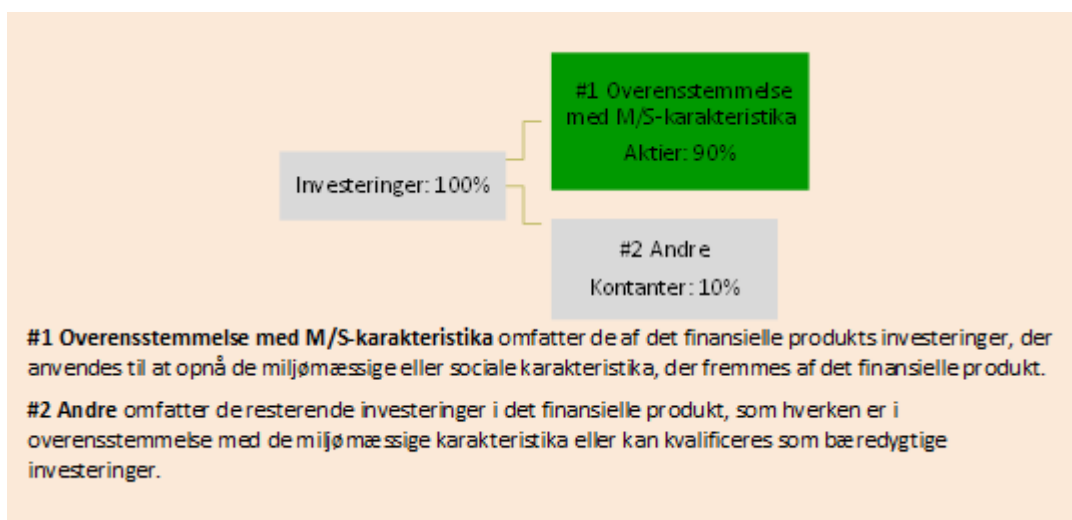 #1 Overensstemmelse
med M/S-karakteristika
Aktier: 90%
Investeringer: 100%
#2 Andre
Kontanter: 10%
#1 Overensstemmelse med M/S-karakteristika omfatter de af det finansielle produkts investeringer, der
anvendes til at opnå de miljømæssige eller sociale karakteristika, der fremmes af det finansielle produkt.
#2 Andre omfatter de resterende investeringer i det finansielle produkt, som hverken er i
overensstemmelse med de miljømæssige karakteristika eller kan kvalificeres som bæredygtige
investeringer.